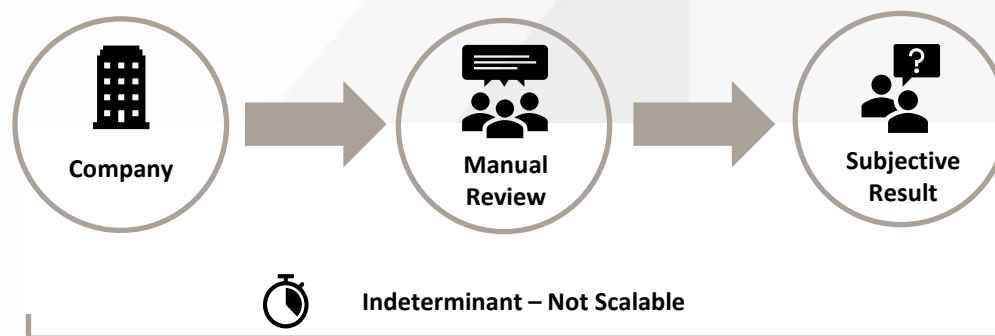 Company
Manual
Review
?
Subjective
Result
Indeterminant – Not Scalable